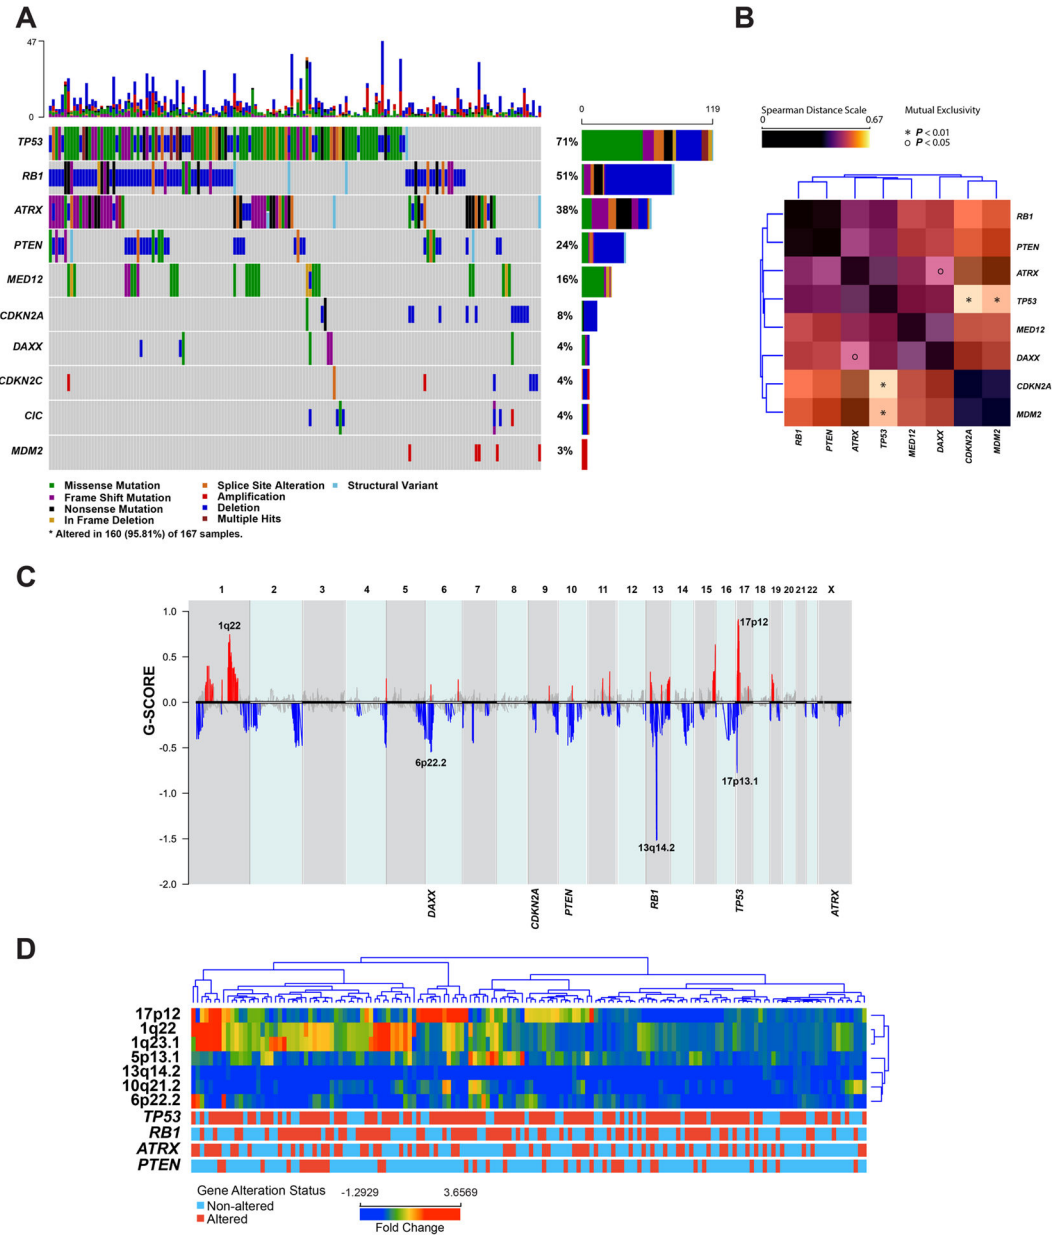 A
47
0
TP53
RB1
ATRX
PTEN
MED12
CDKN2A
DAXX
CDKN2C
CIC
MDM2
0 119
71%
51%
38%
24%
16%
8%
4%
4%
4%
3%
Missense Mutation
Frame Shift Mutation
Nonsense Mutation
In Frame Deletion
Splice Site Alteration
Amplification
Deletion
Multiple Hits
Structural Variant
* Altered in 160 (95.81%) of 167 samples.
B
Spearman Distance Scale
0 0.67
Mutual Exclusivity
* P < 0.01
o P < 0.05
RB1
PTEN
ATRX
TP53
MED12
DAXX
CDKN2A
MDM2
o
* *
o
*
*
RB1 PTEN ATRX TP53 MED12 DAXX CDKN2A MDM2
C
1 2 3 4 5 6 7 8 9 10 11 12 13 14 15 16 17 18 19 20 21 22 X
G-SCORE
1.0
0.5
0.0
-0.5
-1.0
-1.5
-2.0
1q22
17p12
6p22.2
17p13.1
13q14.2
DAXX CDKN2A PTEN RB1 TP53 ATRX
D
17p12
1q22
1q23.1
5p13.1
13q14.2
10q21.2
6p22.2
TP53
RB1
ATRX
PTEN
Gene Alteration Status
Non-altered
Altered
-1.2929 3.6569
Fold Change